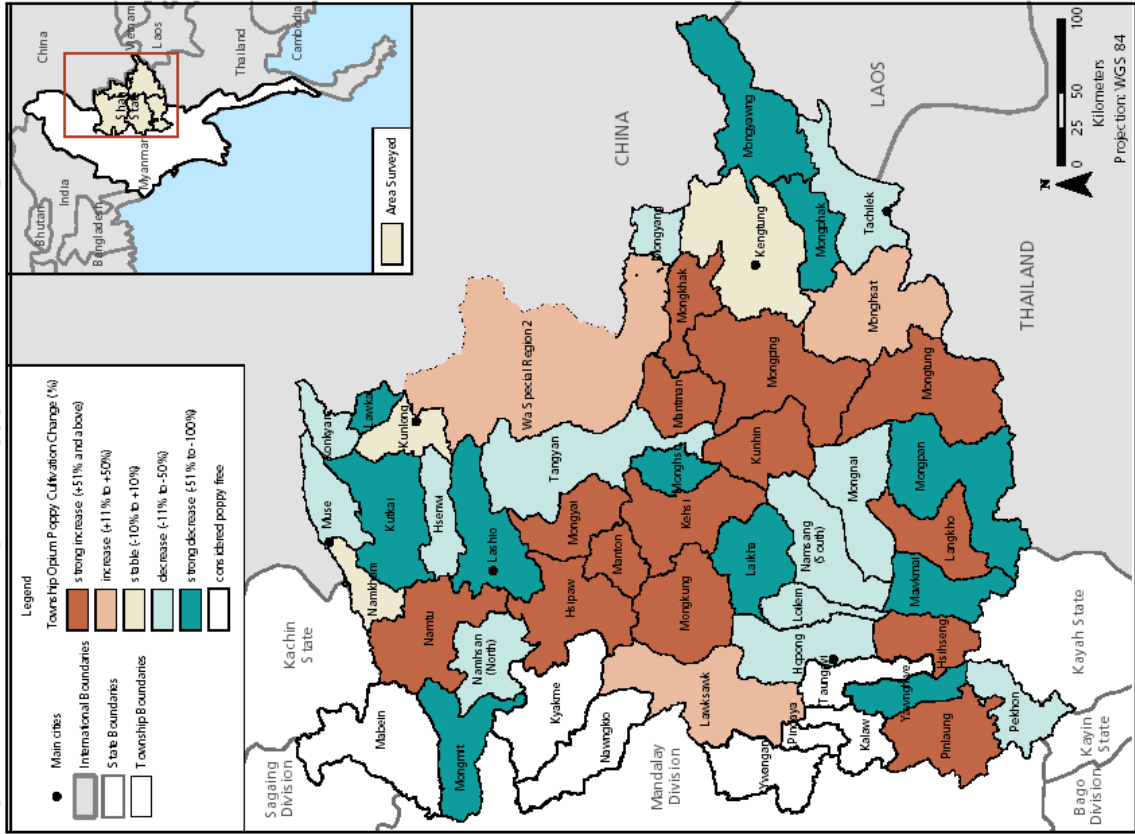 Legend
Main cities
International Boundaries
State Boundaries
Township Boundaries
Township Opium Poppy Cultivation Change (%)
strong increase (+51% and above)
increase (+11% to +50%)
stable (-10% to +10%)
decrease (-11% to -50%)
strong decrease (-51% to -100%)
considered poppy free
China
Vietnam
Laos
Thailand
Cambodia
Bhutan
India
Bangladesh
Myanmar
Shan
State
Area Surveyed
Kachin
State
Sagaing
Division
Mandalay
Division
Bago
Division
Kayin
State
Kayah State
CHINA
LAOS
THAILAND
Muse
Konkyan
Lawkai
Namkham
Kutkai
Kunlong
Hsenwi
Mabein
Namtu
Lashio
Mongmit
Namhsan
(North)
Tangyan
Wa Special Region 2
Kyakme
Hsipaw
Mongyai
Manton
Nawngkio
Monghsu
Mantman
Mongkhak
Mongyang
Lawksawk
Mongkung
Kehsi
Kunhin
Mongping
Kengtung
Mongyawng
Ywangan
Pindaya
Hopong
Laikha
Mongphak
Taunggyi
Loilem
Namsang
(South)
Mongnai
Monghsat
Tachilek
Kalaw
Yawnghwe
Hsihseng
Mawkmai
Langkho
Mongpan
Mongtung
Pinlaung
Pekhon
N
0 25 50 100
Kilometers
Projection: WGS 84